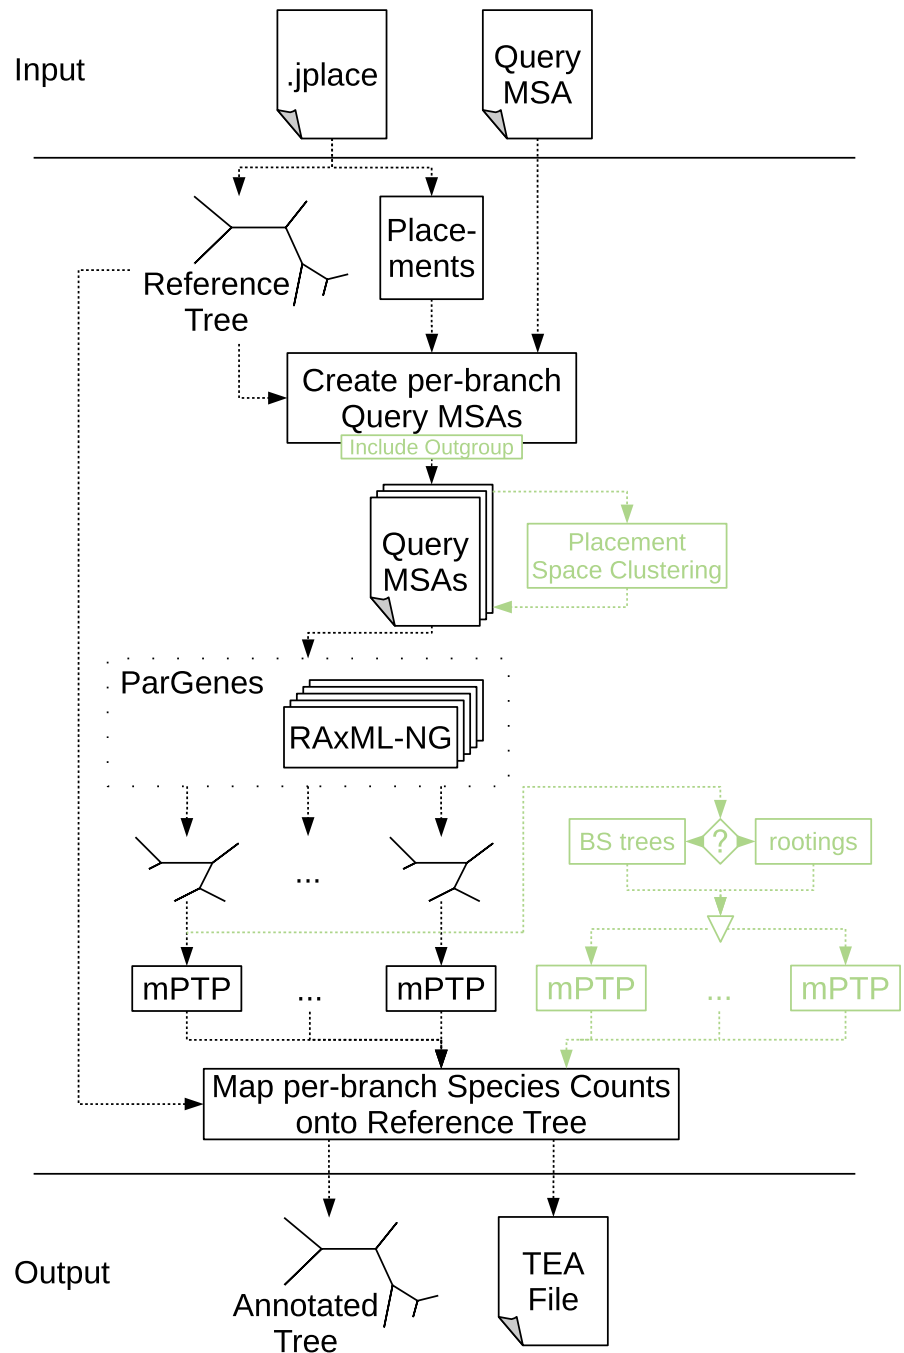 Input
.jplace
Query
MSA
Place-
ments
Reference
Tree
Create per-branch
Query MSAs
Include Outgroup
Query
MSAs
Placement
Space Clustering
ParGenes
RAxML-NG
BS trees
?
rootings
...
mPTP
...
mPTP
mPTP
...
mPTP
Map per-branch Species Counts
onto Reference Tree
Output
TEA
File
Annotated
Tree